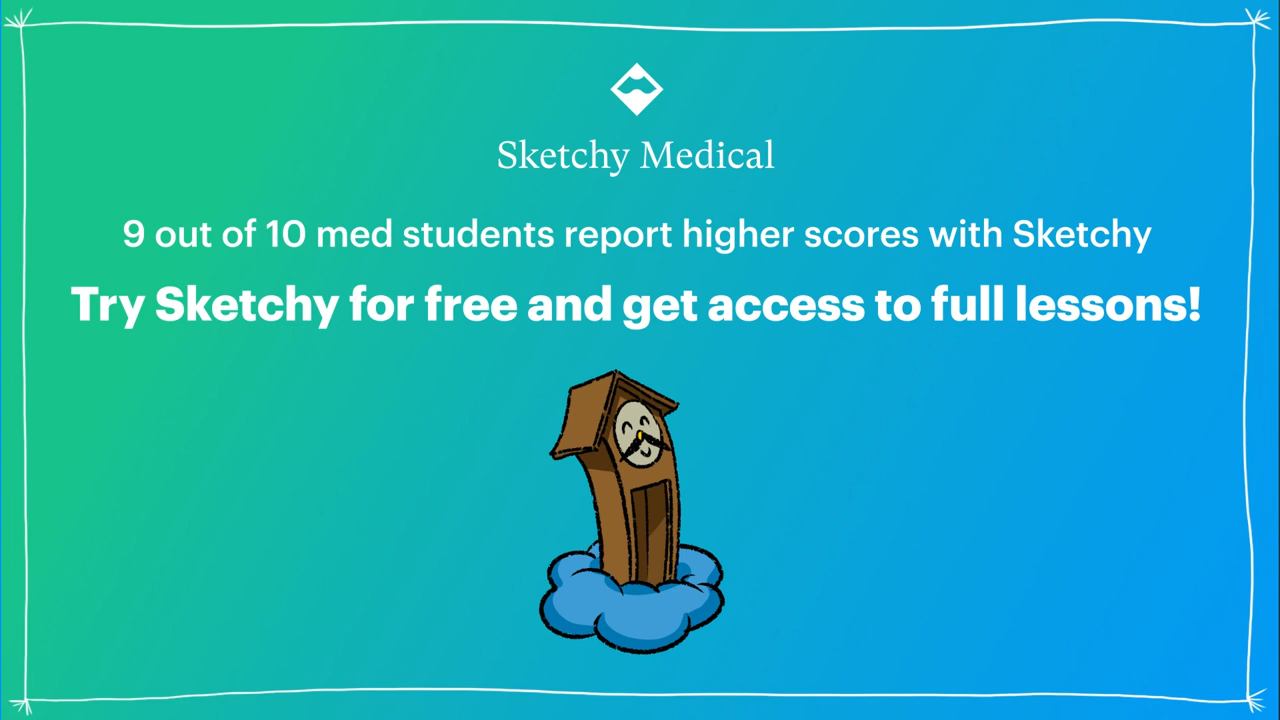 Sketchy Medical
9 out of 10 med students report higher scores with Sketchy
Try Sketchy for free and get access to full lessons!